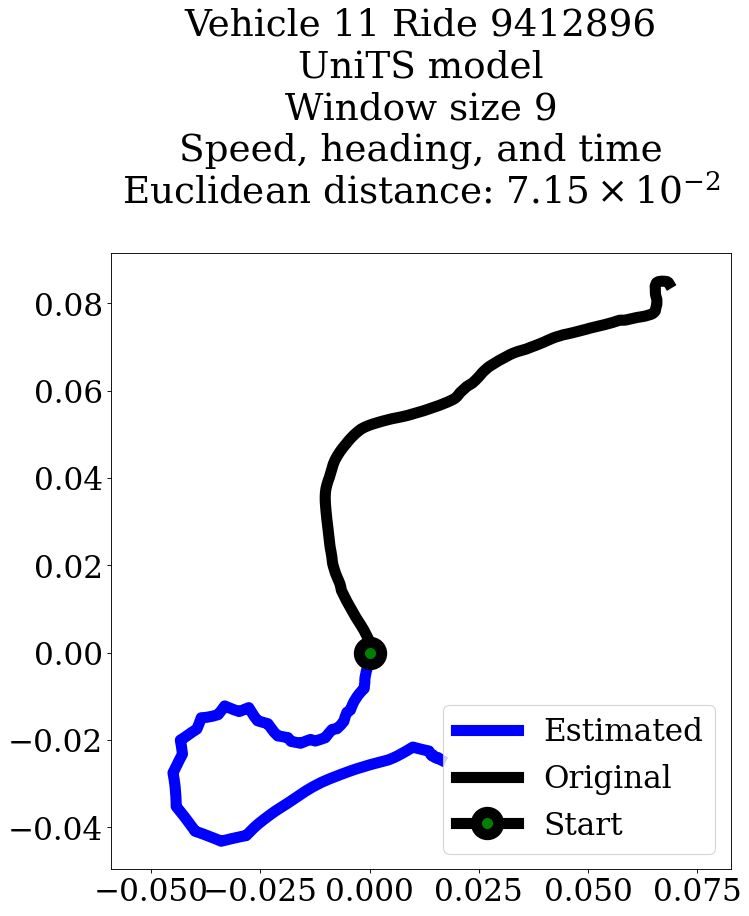 Vehicle 11 Ride 9412896
UniTS model
Window size 9
Speed, heading, and time
Euclidean distance: 7.15 × 10⁻²
0.08
0.06
0.04
0.02
0.00
−0.02
−0.04
Estimated
Original
Start
−0.050 −0.025 0.000 0.025 0.050 0.075